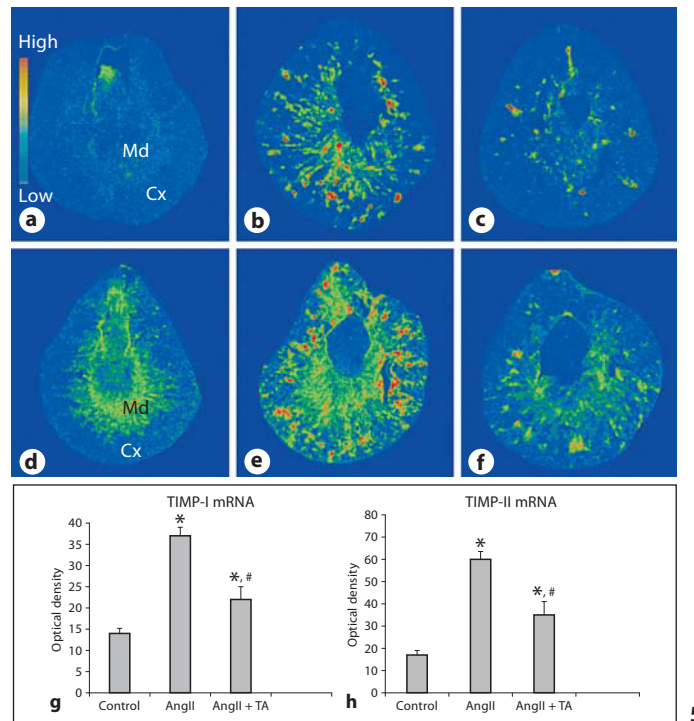 High
Low
Md
Cx
a
b
c
Md
Cx
d
e
f
TIMP-I mRNA
Optical density
40
35
30
25
20
15
10
5
0
*
*, #
Control
AngII
AngII + TA
g
TIMP-II mRNA
Optical density
80
70
60
50
40
30
20
10
0
*
*, #
Control
AngII
AngII + TA
h